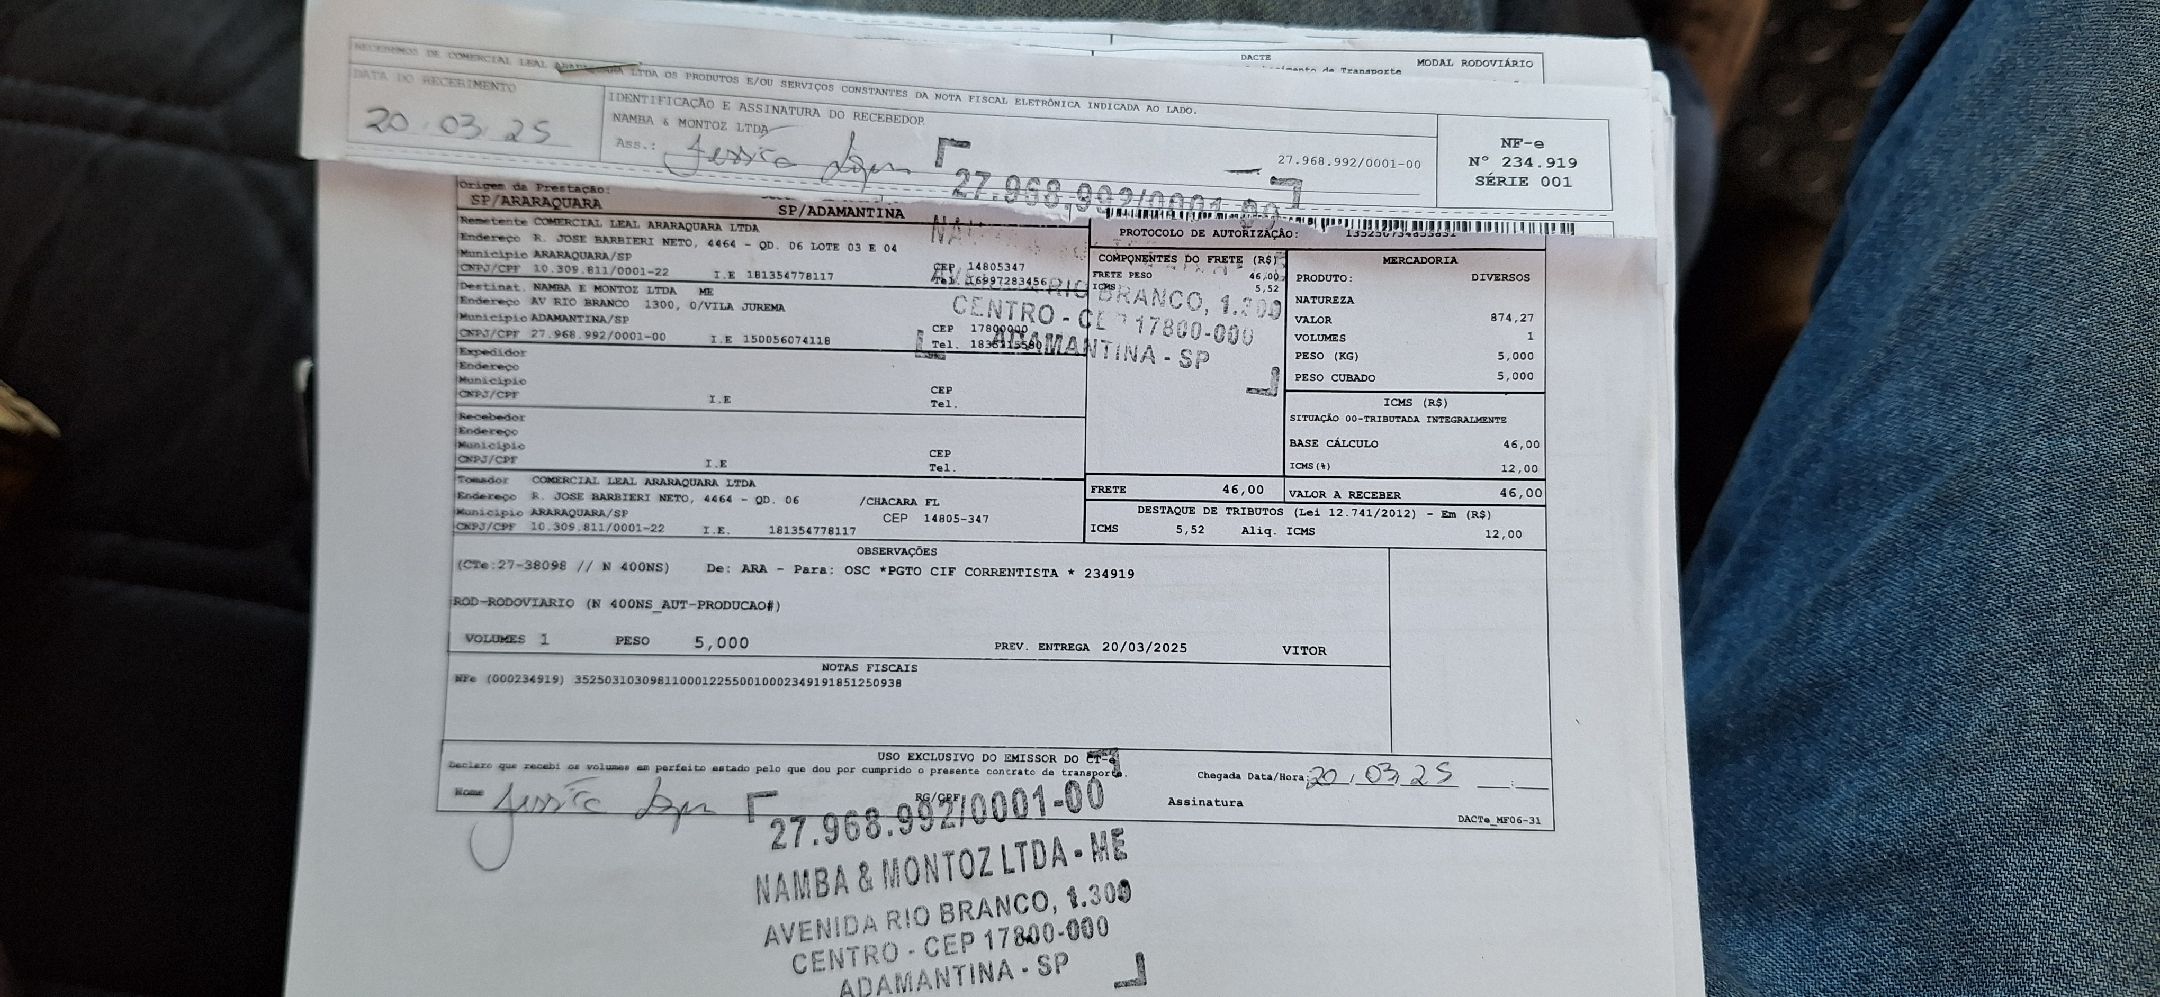 DACTE
MODAL RODOVIÁRIO
RECEBEMOS DE COMERCIAL LEAL ARARAQUARA LTDA OS PRODUTOS E/OU SERVIÇOS CONSTANTES DA NOTA FISCAL ELETRÔNICA INDICADA AO LADO.
DATA DO RECEBIMENTO
20.03.25
IDENTIFICAÇÃO E ASSINATURA DO RECEBEDOR
NAMBA & MONTOZ LTDA
Ass.: Jessica
27.968.992/0001-00
NF-e
Nº 234.919
SÉRIE 001
27.968.992/0001-00
Origem da Prestação:
SP/ARARAQUARA
SP/ADAMANTINA
Remetente COMERCIAL LEAL ARARAQUARA LTDA
Endereço R. JOSE BARBIERI NETO, 4464 - QD. 06 LOTE 03 E 04
Município ARARAQUARA/SP
CEP 14805347
CNPJ/CPF 10.309.811/0001-22 I.E 181354778117
Tel. 16997283456
Destinat. NAMBA E MONTOZ LTDA ME
Endereço AV RIO BRANCO 1300, 0/VILA JUREMA
Município ADAMANTINA/SP
CEP 17800000
CNPJ/CPF 27.968.992/0001-00 I.E 150056074118
Tel.
RIO BRANCO, 1.300
CENTRO - CEP 17800-000
ADAMANTINA - SP
Expedidor
Endereço
Município
CEP
CNPJ/CPF I.E
Tel.
Recebedor
Endereço
Município
CEP
CNPJ/CPF I.E
Tel.
Tomador COMERCIAL LEAL ARARAQUARA LTDA
Endereço R. JOSE BARBIERI NETO, 4464 - QD. 06 /CHACARA FL
Município ARARAQUARA/SP CEP 14805-347
CNPJ/CPF 10.309.811/0001-22 I.E. 181354778117
PROTOCOLO DE AUTORIZAÇÃO:
COMPONENTES DO FRETE (R$)
FRETE PESO 46,00
ICMS 5,52
FRETE 46,00
MERCADORIA
PRODUTO: DIVERSOS
NATUREZA
VALOR 874,27
VOLUMES 1
PESO (KG) 5,000
PESO CUBADO 5,000
ICMS (R$)
SITUAÇÃO 00-TRIBUTADA INTEGRALMENTE
BASE CÁLCULO 46,00
ICMS(%) 12,00
VALOR A RECEBER 46,00
DESTAQUE DE TRIBUTOS (Lei 12.741/2012) - Em (R$)
ICMS 5,52 Aliq. ICMS 12,00
OBSERVAÇÕES
(CTe:27-38098 // N 400NS) De: ARA - Para: OSC *PGTO CIF CORRENTISTA * 234919
ROD-RODOVIARIO (N 400NS_AUT-PRODUCAO#)
VOLUMES 1 PESO 5,000 PREV. ENTREGA 20/03/2025 VITOR
NOTAS FISCAIS
NFe (000234919) 35250310309811000122550010002349191851250938
USO EXCLUSIVO DO EMISSOR DO CT-e
Declaro que recebi os volumes em perfeito estado pelo que dou por cumprido o presente contrato de transporte.
Chegada Data/Hora: 20/03/25 __:__
Nome Jessica
RG/CPF
Assinatura
DACTe_MF06-31
27.968.992/0001-00
NAMBA & MONTOZ LTDA - ME
AVENIDA RIO BRANCO, 1.300
CENTRO - CEP 17800-000
ADAMANTINA - SP